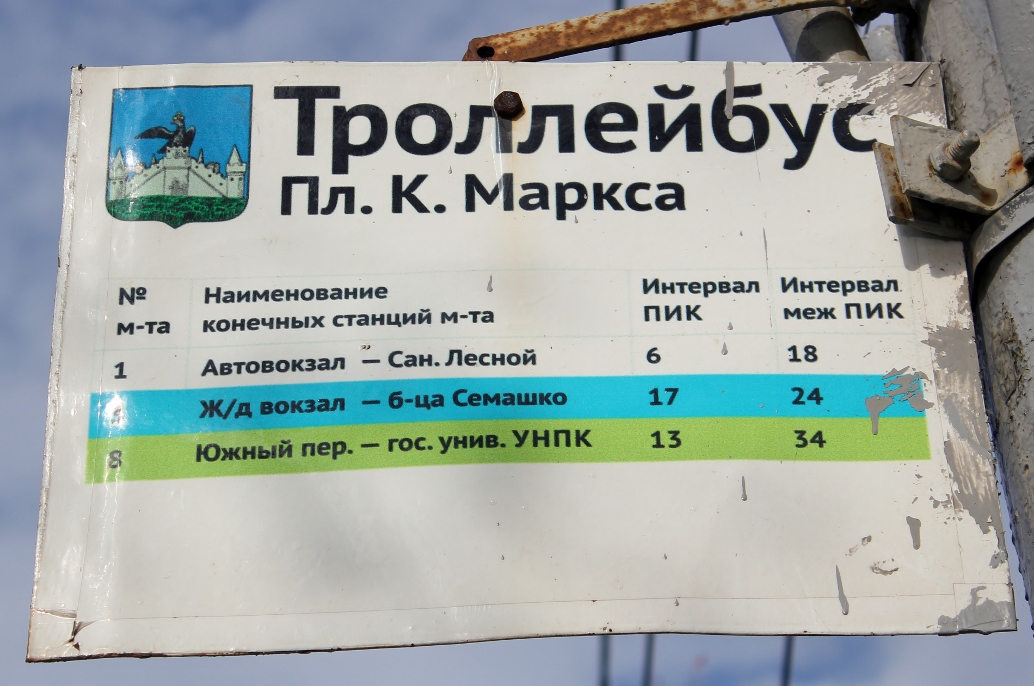 Троллейбус
Пл. К. Маркса
№ м-та Наименование конечных станций м-та Интервал ПИК Интервал меж ПИК
1 Автовокзал — Сан. Лесной 6 18
Ж/д вокзал — б-ца Семашко 17 24
8 Южный пер. — гос. унив. УНПК 13 34